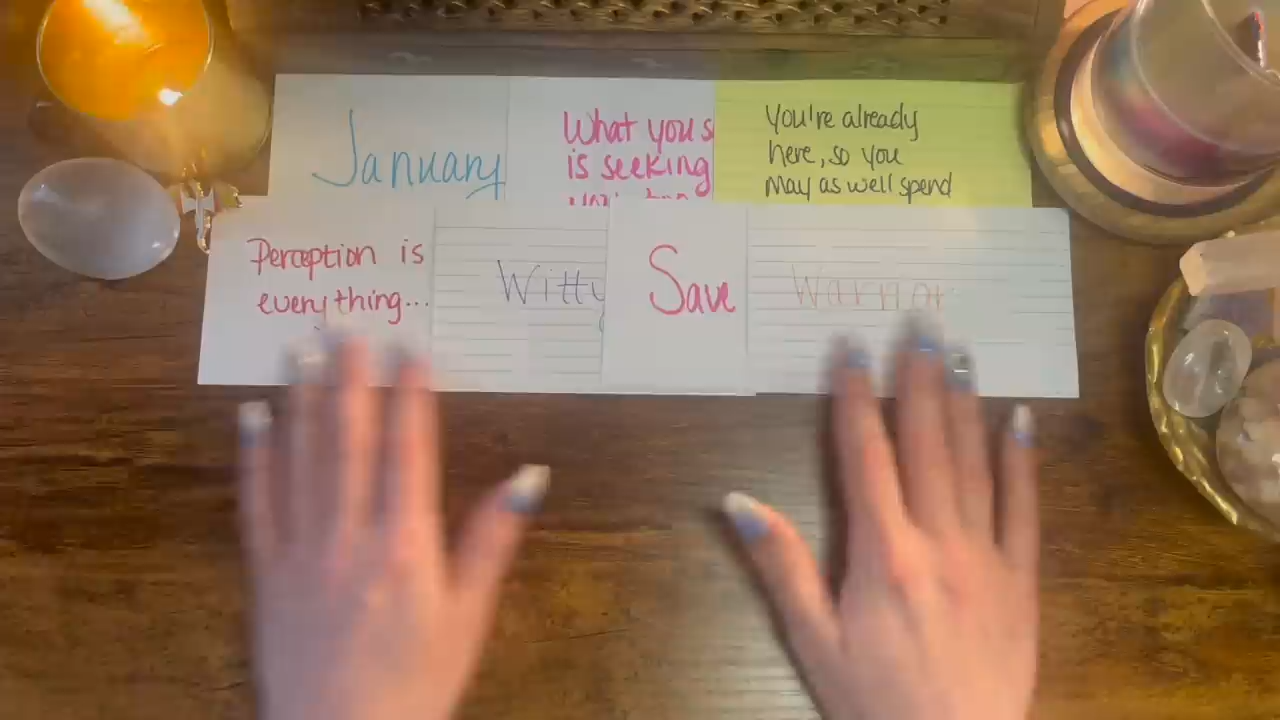 January
What you s
is seeking
You're already
here, so you
May as well spend
Perception is
everything...
Witty
Save
Warrior